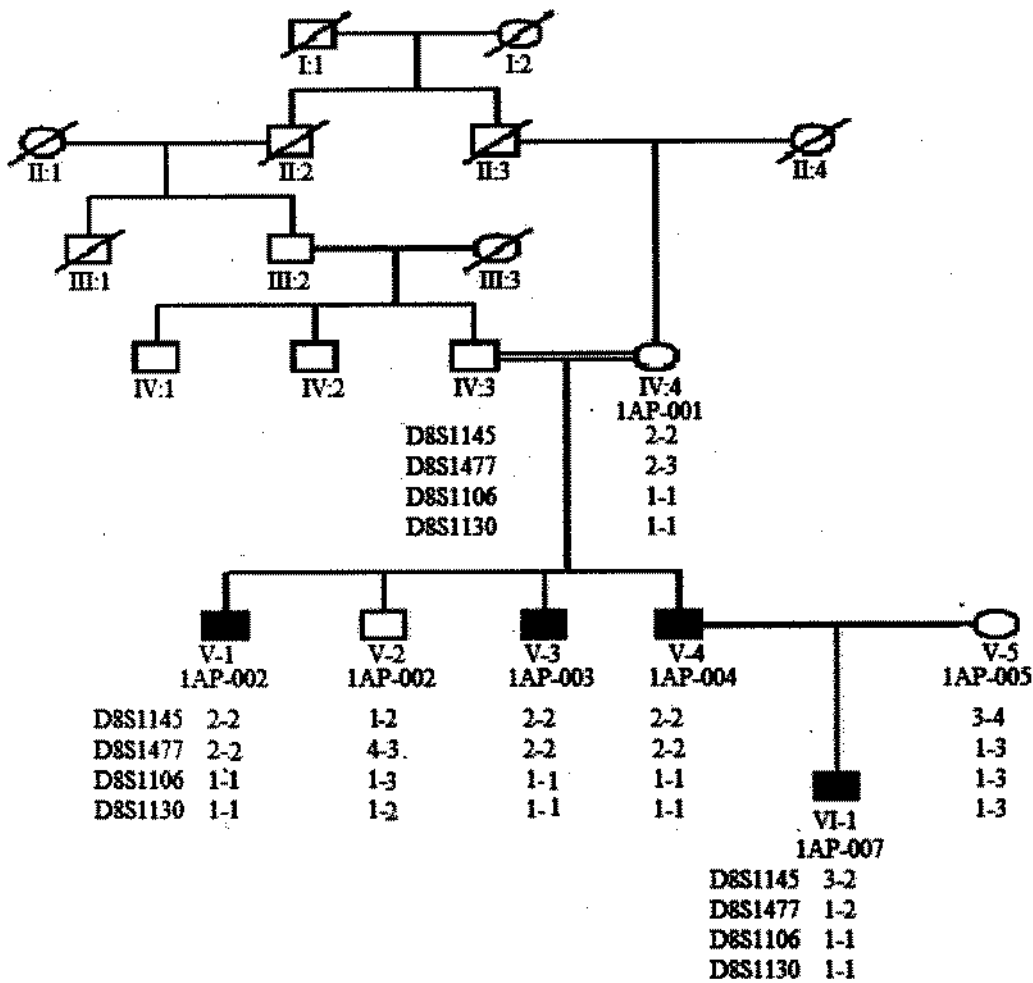 I:1 I:2
II:1 II:2 II:3 II:4
III:1 III:2 III:3
IV:1 IV:2 IV:3 IV:4
1AP-001
D8S1145 2-2
D8S1477 2-3
D8S1106 1-1
D8S1130 1-1
V-1 V-2 V-3 V-4 V-5
1AP-002 1AP-002 1AP-003 1AP-004 1AP-005
D8S1145 2-2 1-2 2-2 2-2 3-4
D8S1477 2-2 4-3 2-2 2-2 1-3
D8S1106 1-1 1-3 1-1 1-1 1-3
D8S1130 1-1 1-2 1-1 1-1 1-3
VI-1
1AP-007
D8S1145 3-2
D8S1477 1-2
D8S1106 1-1
D8S1130 1-1